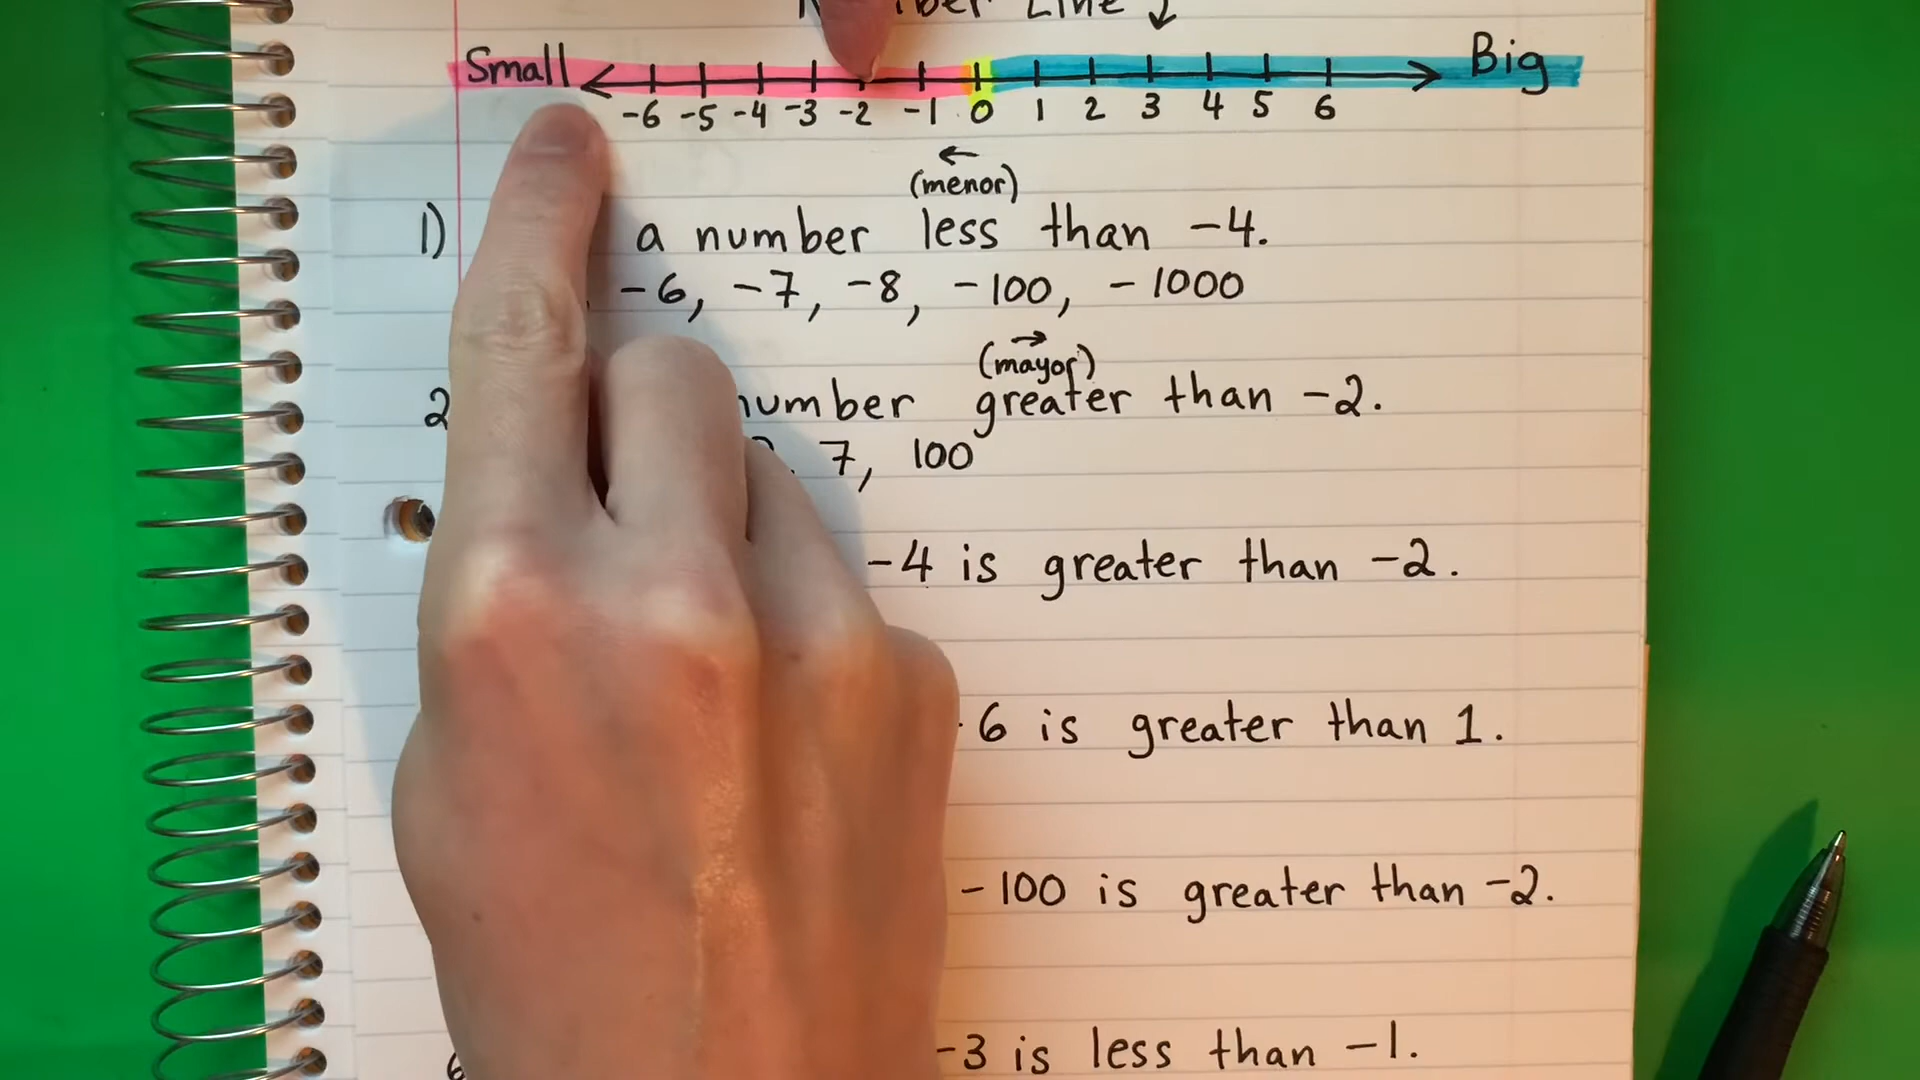 Line ↓
Small Big
-6 -5 -4 -3 -2 -1 0 1 2 3 4 5 6
←
(menor)
1) a number less than -4.
-6, -7, -8, -100, -1000
→
(mayor)
2 number greater than -2.
7, 100
-4 is greater than -2.
6 is greater than 1.
-100 is greater than -2.
-3 is less than -1.